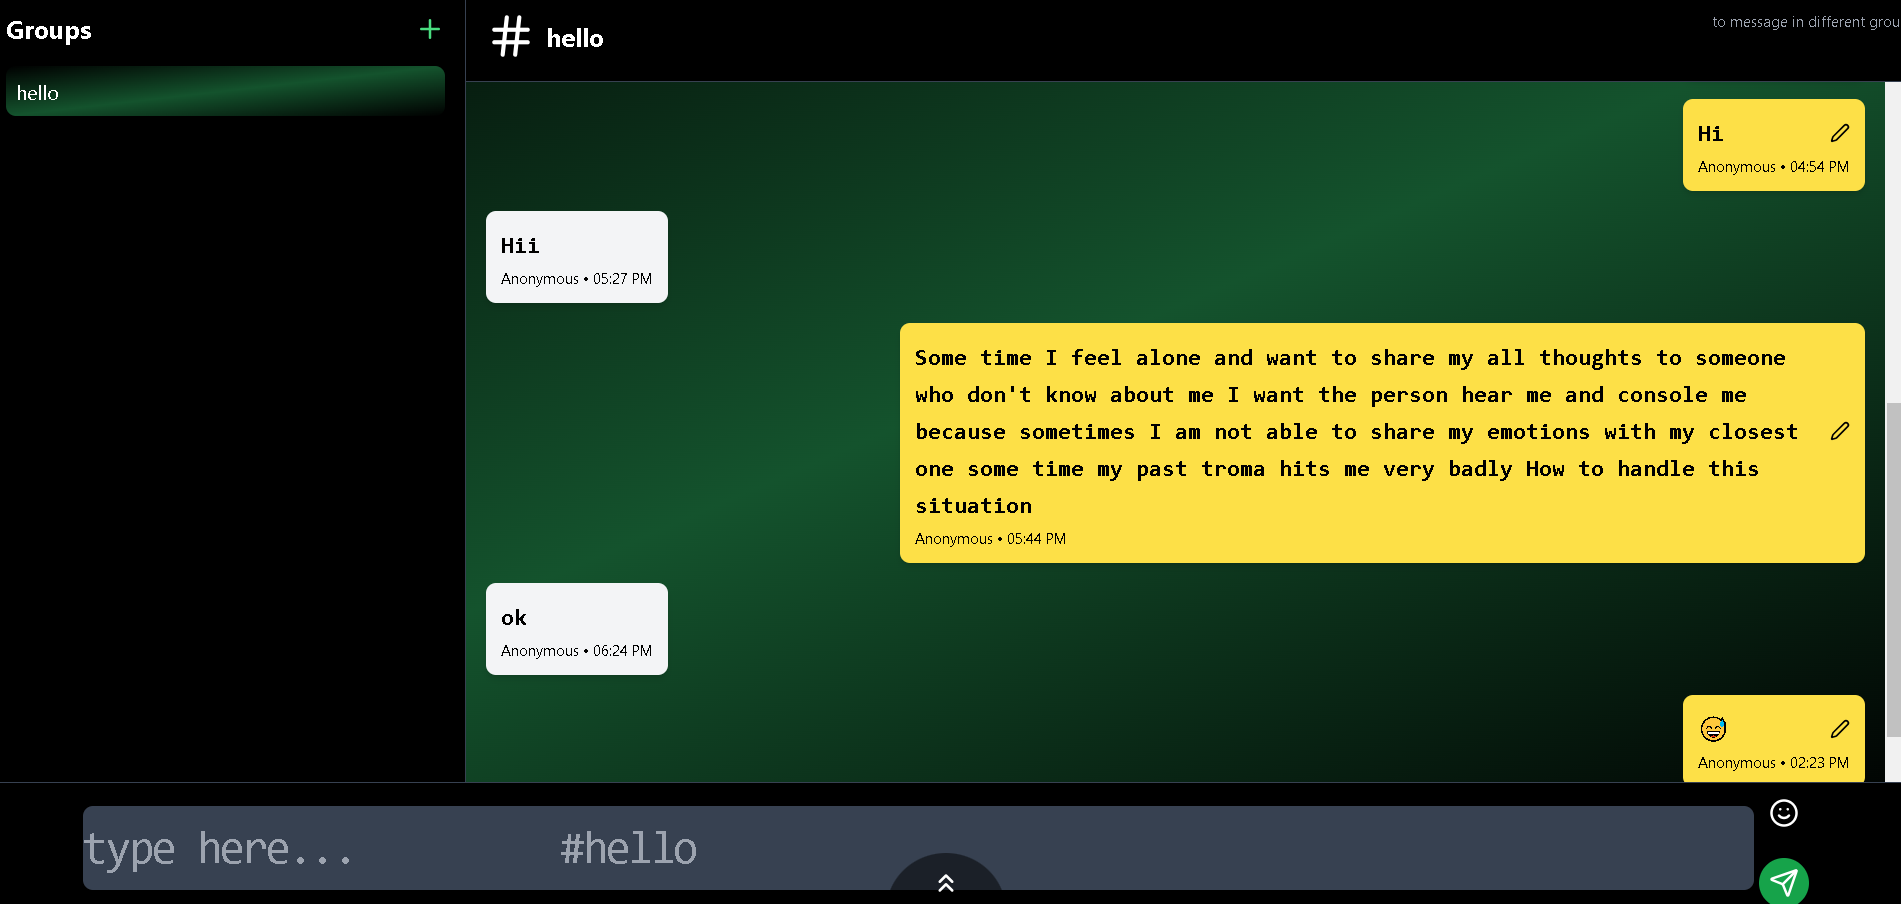 Groups
hello
hello
to message in different grou
Hi
Anonymous • 04:54 PM
Hii
Anonymous • 05:27 PM
Some time I feel alone and want to share my all thoughts to someone
who don't know about me I want the person hear me and console me
because sometimes I am not able to share my emotions with my closest
one some time my past troma hits me very badly How to handle this
situation
Anonymous • 05:44 PM
ok
Anonymous • 06:24 PM
😅
Anonymous • 02:23 PM
type here... #hello